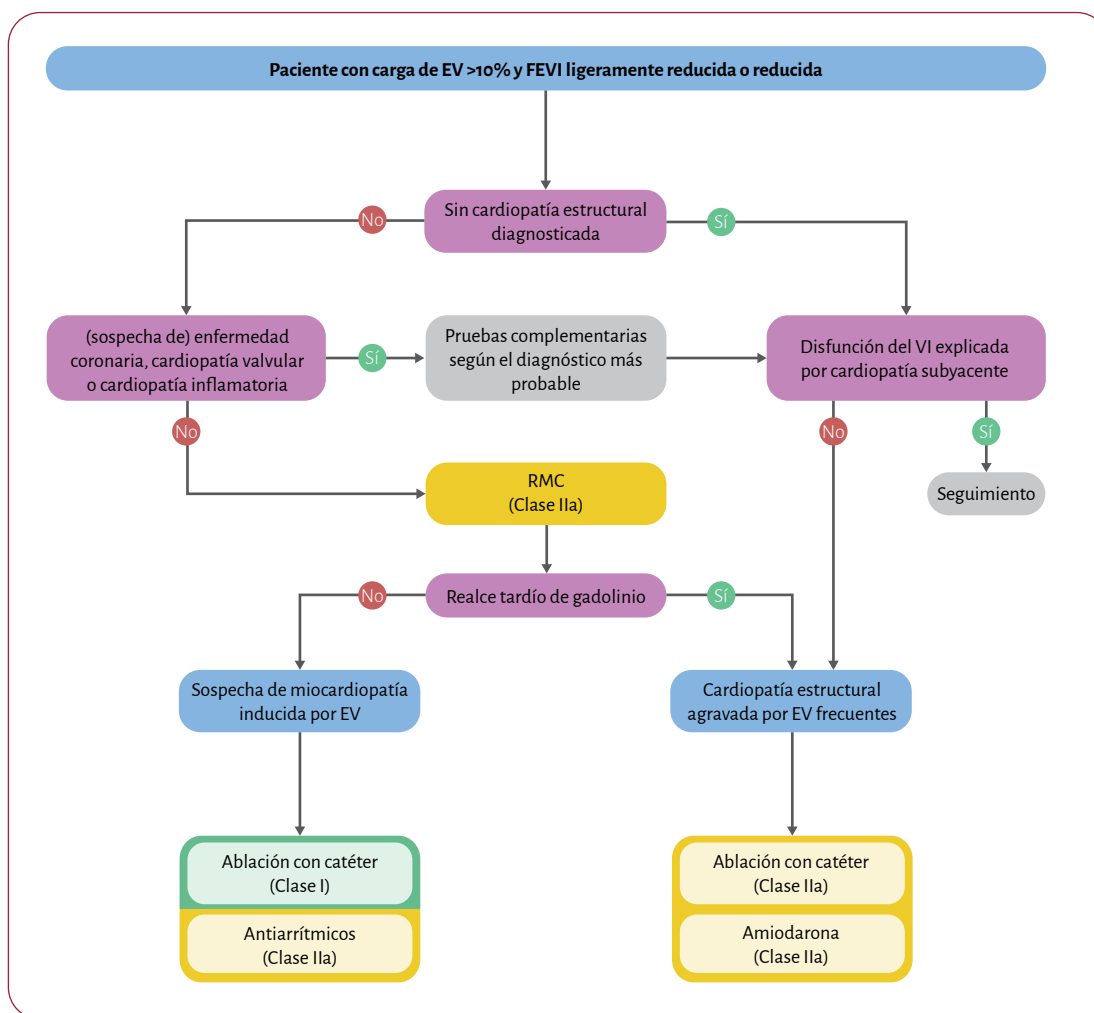 Paciente con carga de EV >10% y FEVI ligeramente reducida o reducida
Sin cardiopatía estructural
diagnosticada
No
Sí
(sospecha de) enfermedad
coronaria, cardiopatía valvular
o cardiopatía inflamatoria
Sí
Pruebas complementarias
según el diagnóstico más
probable
Disfunción del VI explicada
por cardiopatía subyacente
No
No
Sí
RMC
(Clase IIa)
Seguimiento
No
Realce tardío de gadolinio
Sí
Sospecha de miocardiopatía
inducida por EV
Cardiopatía estructural
agravada por EV frecuentes
Ablación con catéter
(Clase I)
Antiarrítmicos
(Clase IIa)
Ablación con catéter
(Clase IIa)
Amiodarona
(Clase IIa)